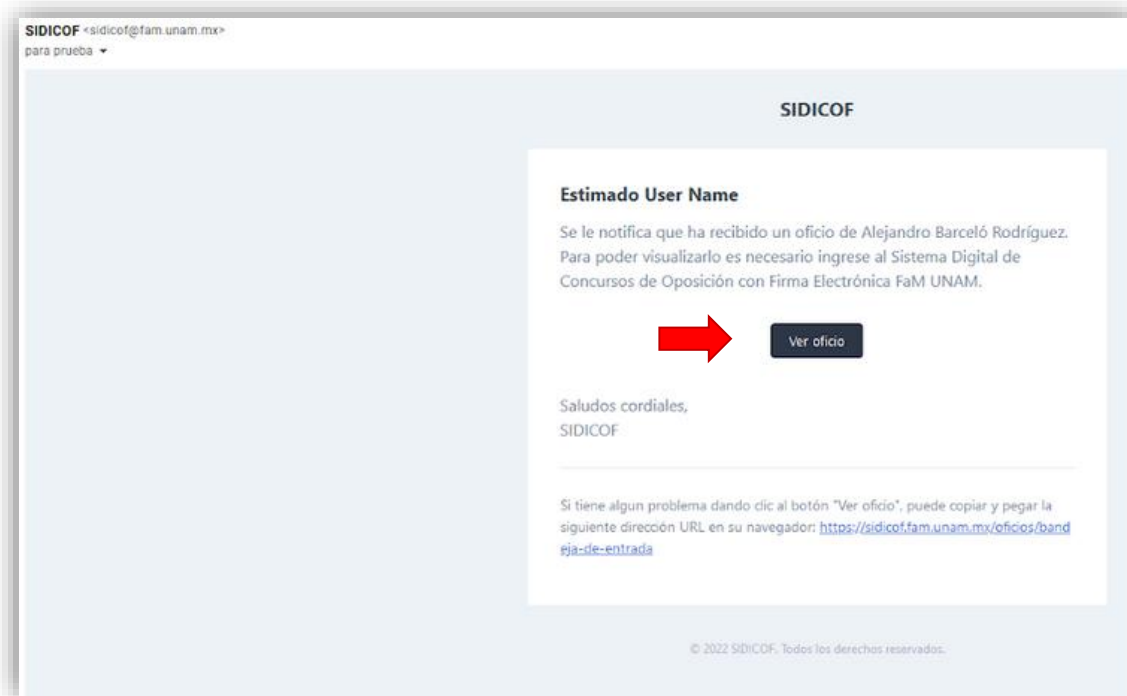 SIDICOF <sidicof@fam.unam.mx>
para prueba
SIDICOF
Estimado User Name
Se le notifica que ha recibido un oficio de Alejandro Barceló Rodríguez.
Para poder visualizarlo es necesario ingrese al Sistema Digital de
Concursos de Oposición con Firma Electrónica FaM UNAM.
Ver oficio
Saludos cordiales,
SIDICOF
Si tiene algun problema dando clic al botón "Ver oficio", puede copiar y pegar la
siguiente dirección URL en su navegador: https://sidicof.fam.unam.mx/oficios/band
eja-de-entrada
© 2022 SIDICOF. Todos los derechos reservados.